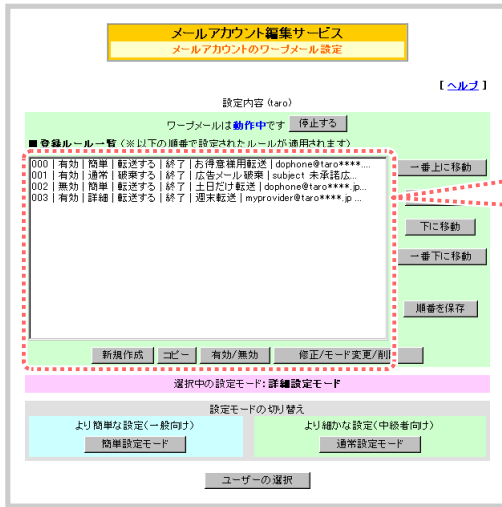 メールアカウント編集サービス
メールアカウントのワープメール設定
[ ヘルプ ]
設定内容 (taro)
ワープメールは動作中です 停止する
■登録ルール一覧 (※以下の順番で設定されたルールが適用されます)
000 | 有効 | 簡単 | 転送する | 終了 | お得意様用転送 | dophone@taro****....
001 | 有効 | 通常 | 破棄する | 終了 | 広告メール破棄 | subject 未承諾広...
002 | 無効 | 簡単 | 転送する | 終了 | 土日だけ転送 | dophone@taro****.jp...
003 | 有効 | 詳細 | 転送する | 終了 | 週末転送 | myprovider@taro****.jp ...
一番上に移動
下に移動
一番下に移動
順番を保存
新規作成 コピー 有効/無効 修正/モード変更/削
選択中の設定モード: 詳細設定モード
設定モードの切り替え
より簡単な設定(一般向け) より細かな設定(中級者向け)
簡単設定モード 通常設定モード
ユーザーの選択